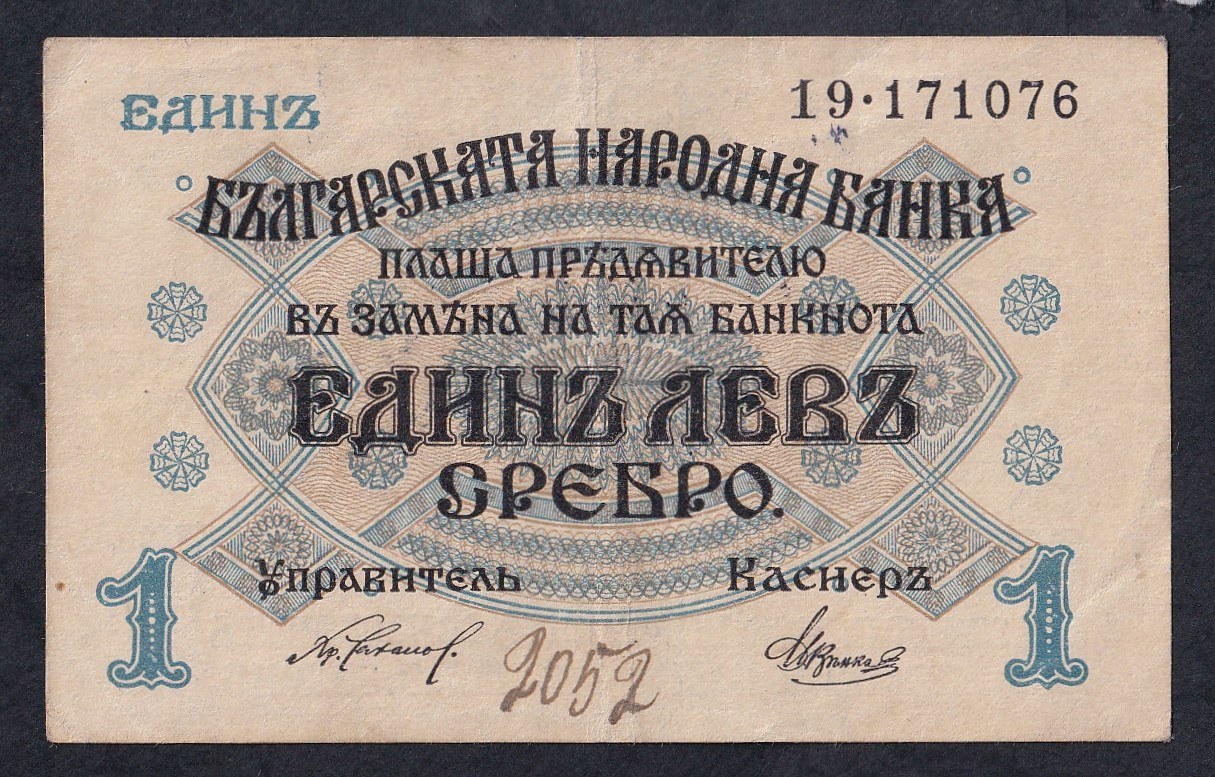 ЕДИНЪ
19·171076
БЪЛГАРСКАТА НАРОДНА БАНКА
ПЛАЩА ПРѢДЯВИТЕЛЮ
ВЪ ЗАМѢНА НА ТАЯ БАНКНОТА
ЕДИНЪ ЛЕВЪ
СРЕБРО.
Управитель Касиеръ
2052
1 1